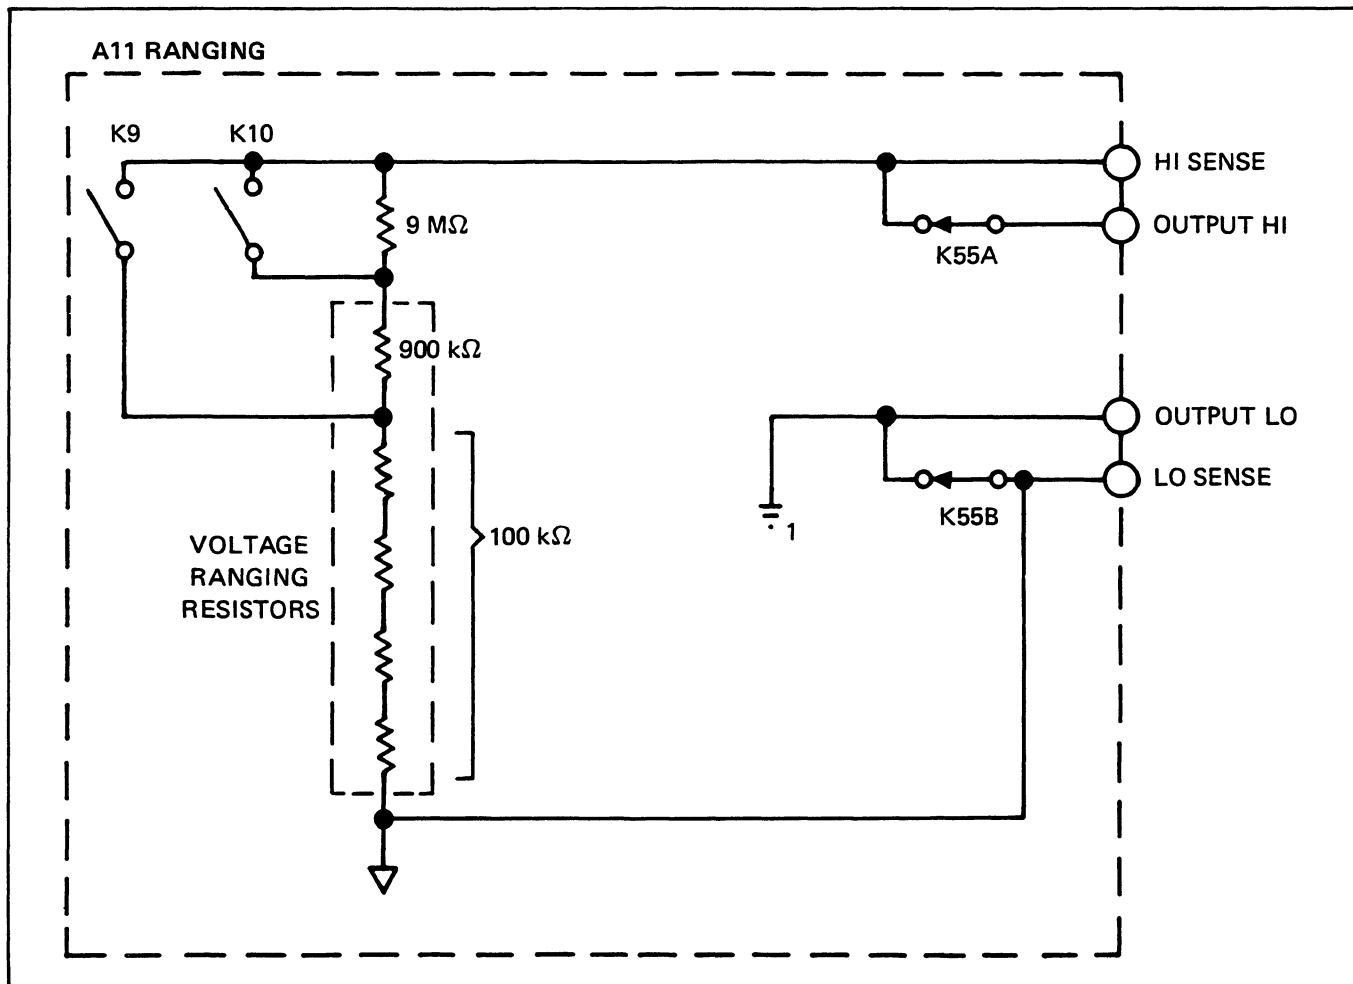 A11 RANGING
K9
K10
HI SENSE
9 MΩ
OUTPUT HI
K55A
900 kΩ
OUTPUT LO
LO SENSE
K55B
1
100 kΩ
VOLTAGE
RANGING
RESISTORS